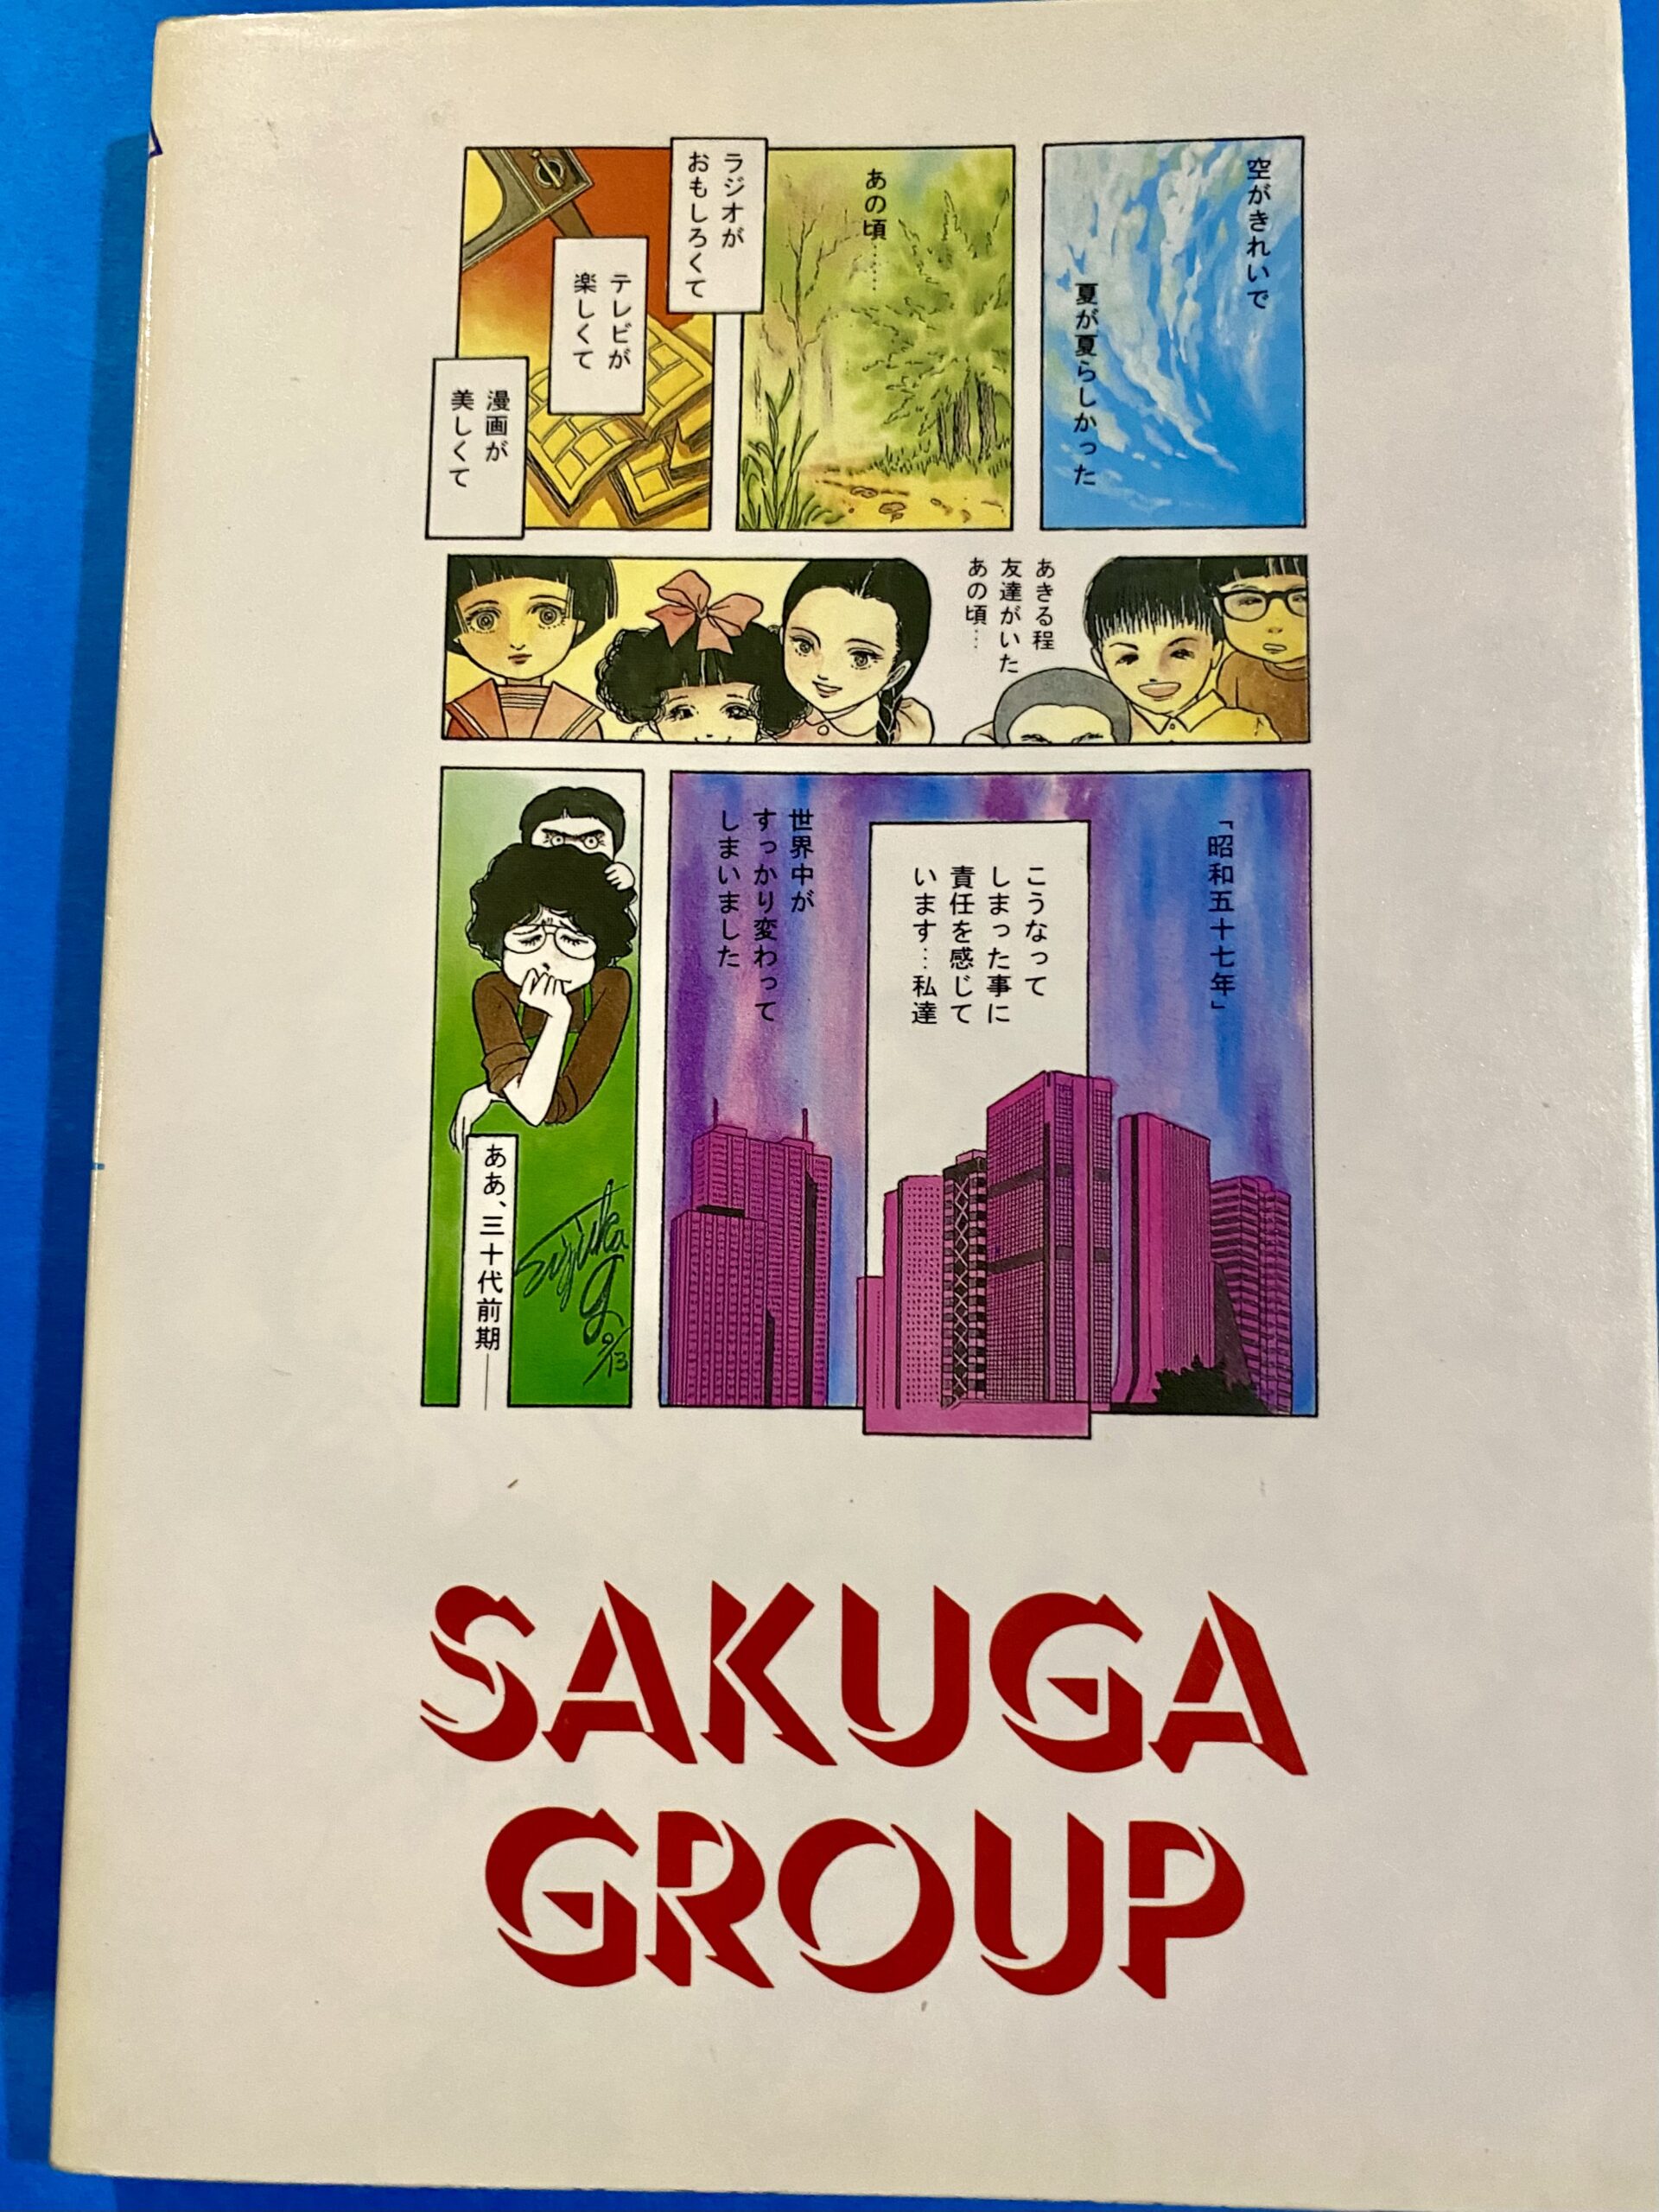 空がきれいで
夏が夏らしかった
あの頃……
ラジオが
おもしろくて
テレビが
楽しくて
漫画が
美しくて
あきる程
友達がいた
あの頃…
「昭和五十七年」
こうなって
しまった事に
責任を感じて
います…私達
世界中が
すっかり変わって
しまいました
ああ、三十代前期――
9/13
SAKUGA
GROUP